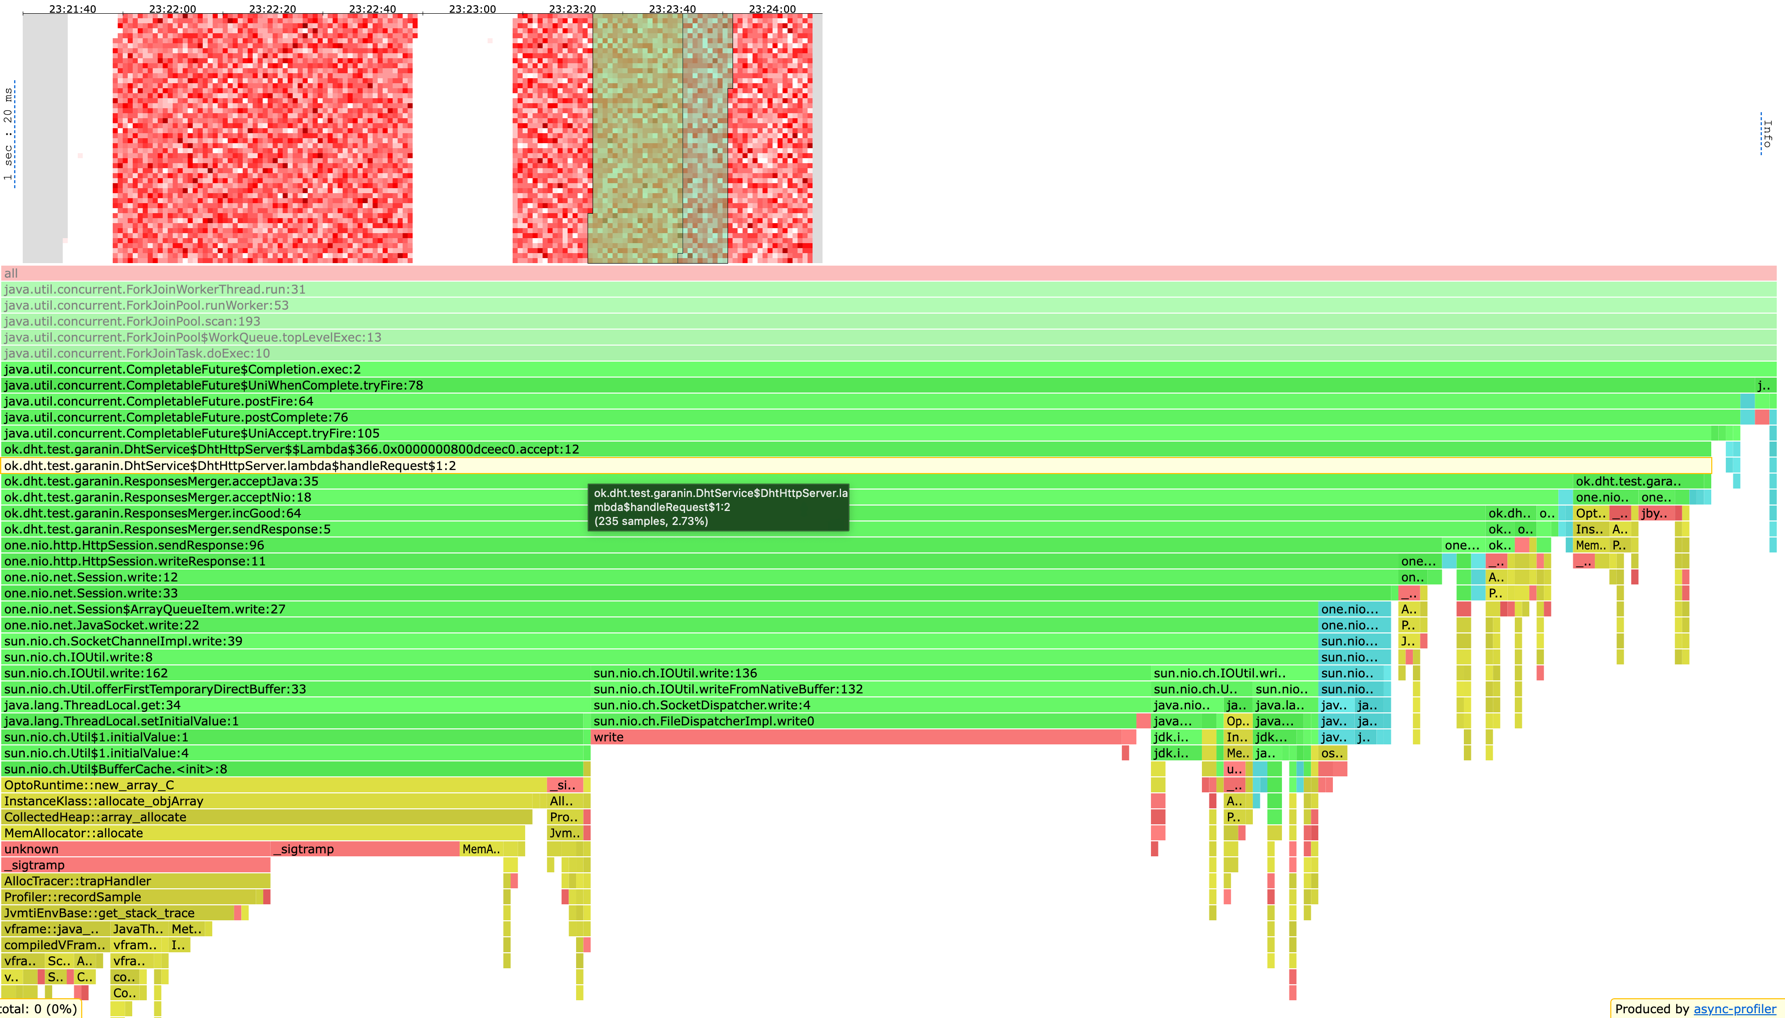 23:21:40 23:22:00 23:22:20 23:22:40 23:23:00 23:23:20 23:23:40 23:24:00
1 sec : 20 ms
Info
all
java.util.concurrent.ForkJoinWorkerThread.run:31
java.util.concurrent.ForkJoinPool.runWorker:53
java.util.concurrent.ForkJoinPool.scan:193
java.util.concurrent.ForkJoinPool$WorkQueue.topLevelExec:13
java.util.concurrent.ForkJoinTask.doExec:10
java.util.concurrent.CompletableFuture$Completion.exec:2
java.util.concurrent.CompletableFuture$UniWhenComplete.tryFire:78 j..
java.util.concurrent.CompletableFuture.postFire:64
java.util.concurrent.CompletableFuture.postComplete:76
java.util.concurrent.CompletableFuture$UniAccept.tryFire:105
ok.dht.test.garanin.DhtService$DhtHttpServer$$Lambda$366.0x0000000800dceec0.accept:12
ok.dht.test.garanin.DhtService$DhtHttpServer.lambda$handleRequest$1:2
ok.dht.test.garanin.ResponsesMerger.acceptJava:35 ok.dht.test.gara..
ok.dht.test.garanin.DhtService$DhtHttpServer.la
mbda$handleRequest$1:2
(235 samples, 2.73%)
ok.dht.test.garanin.ResponsesMerger.acceptNio:18 one.nio.. one..
ok.dht.test.garanin.ResponsesMerger.incGood:64 ok.dh.. o.. Opt.. _.. jby..
ok.dht.test.garanin.ResponsesMerger.sendResponse:5 ok.. o.. Ins.. A..
one.nio.http.HttpSession.sendResponse:96 one... ok.. Mem.. P..
one.nio.http.HttpSession.writeResponse:11 one... _.. _..
one.nio.net.Session.write:12 on.. A..
one.nio.net.Session.write:33 _.. P..
one.nio.net.Session$ArrayQueueItem.write:27 one.nio... A..
one.nio.net.JavaSocket.write:22 one.nio... P..
sun.nio.ch.SocketChannelImpl.write:39 sun.nio... J..
sun.nio.ch.IOUtil.write:8 sun.nio...
sun.nio.ch.IOUtil.write:162 sun.nio.ch.IOUtil.write:136 sun.nio.ch.IOUtil.wri.. sun.nio...
sun.nio.ch.Util.offerFirstTemporaryDirectBuffer:33 sun.nio.ch.IOUtil.writeFromNativeBuffer:132 sun.nio.ch.U.. sun.nio.. sun.nio...
java.lang.ThreadLocal.get:34 sun.nio.ch.SocketDispatcher.write:4 java.nio.. ja.. java.la.. jav.. ja..
java.lang.ThreadLocal.setInitialValue:1 sun.nio.ch.FileDispatcherImpl.write0 java... Op.. java... jav.. ja..
sun.nio.ch.Util$1.initialValue:1 write jdk.i.. In.. jdk... jav.. j..
sun.nio.ch.Util$1.initialValue:4 jdk.i.. Me.. ja.. os..
sun.nio.ch.Util$BufferCache.<init>:8 u..
OptoRuntime::new_array_C _si.. _..
InstanceKlass::allocate_objArray All.. A..
CollectedHeap::array_allocate Pro.. P..
MemAllocator::allocate Jvm..
unknown _sigtramp MemA..
_sigtramp
AllocTracer::trapHandler
Profiler::recordSample
JvmtiEnvBase::get_stack_trace
vframe::java_.. JavaTh.. Met..
compiledVFram.. vfram.. I..
vfra.. Sc.. A.. vfra..
v.. S.. C.. co..
Co..
total: 0 (0%)
Produced by async-profiler